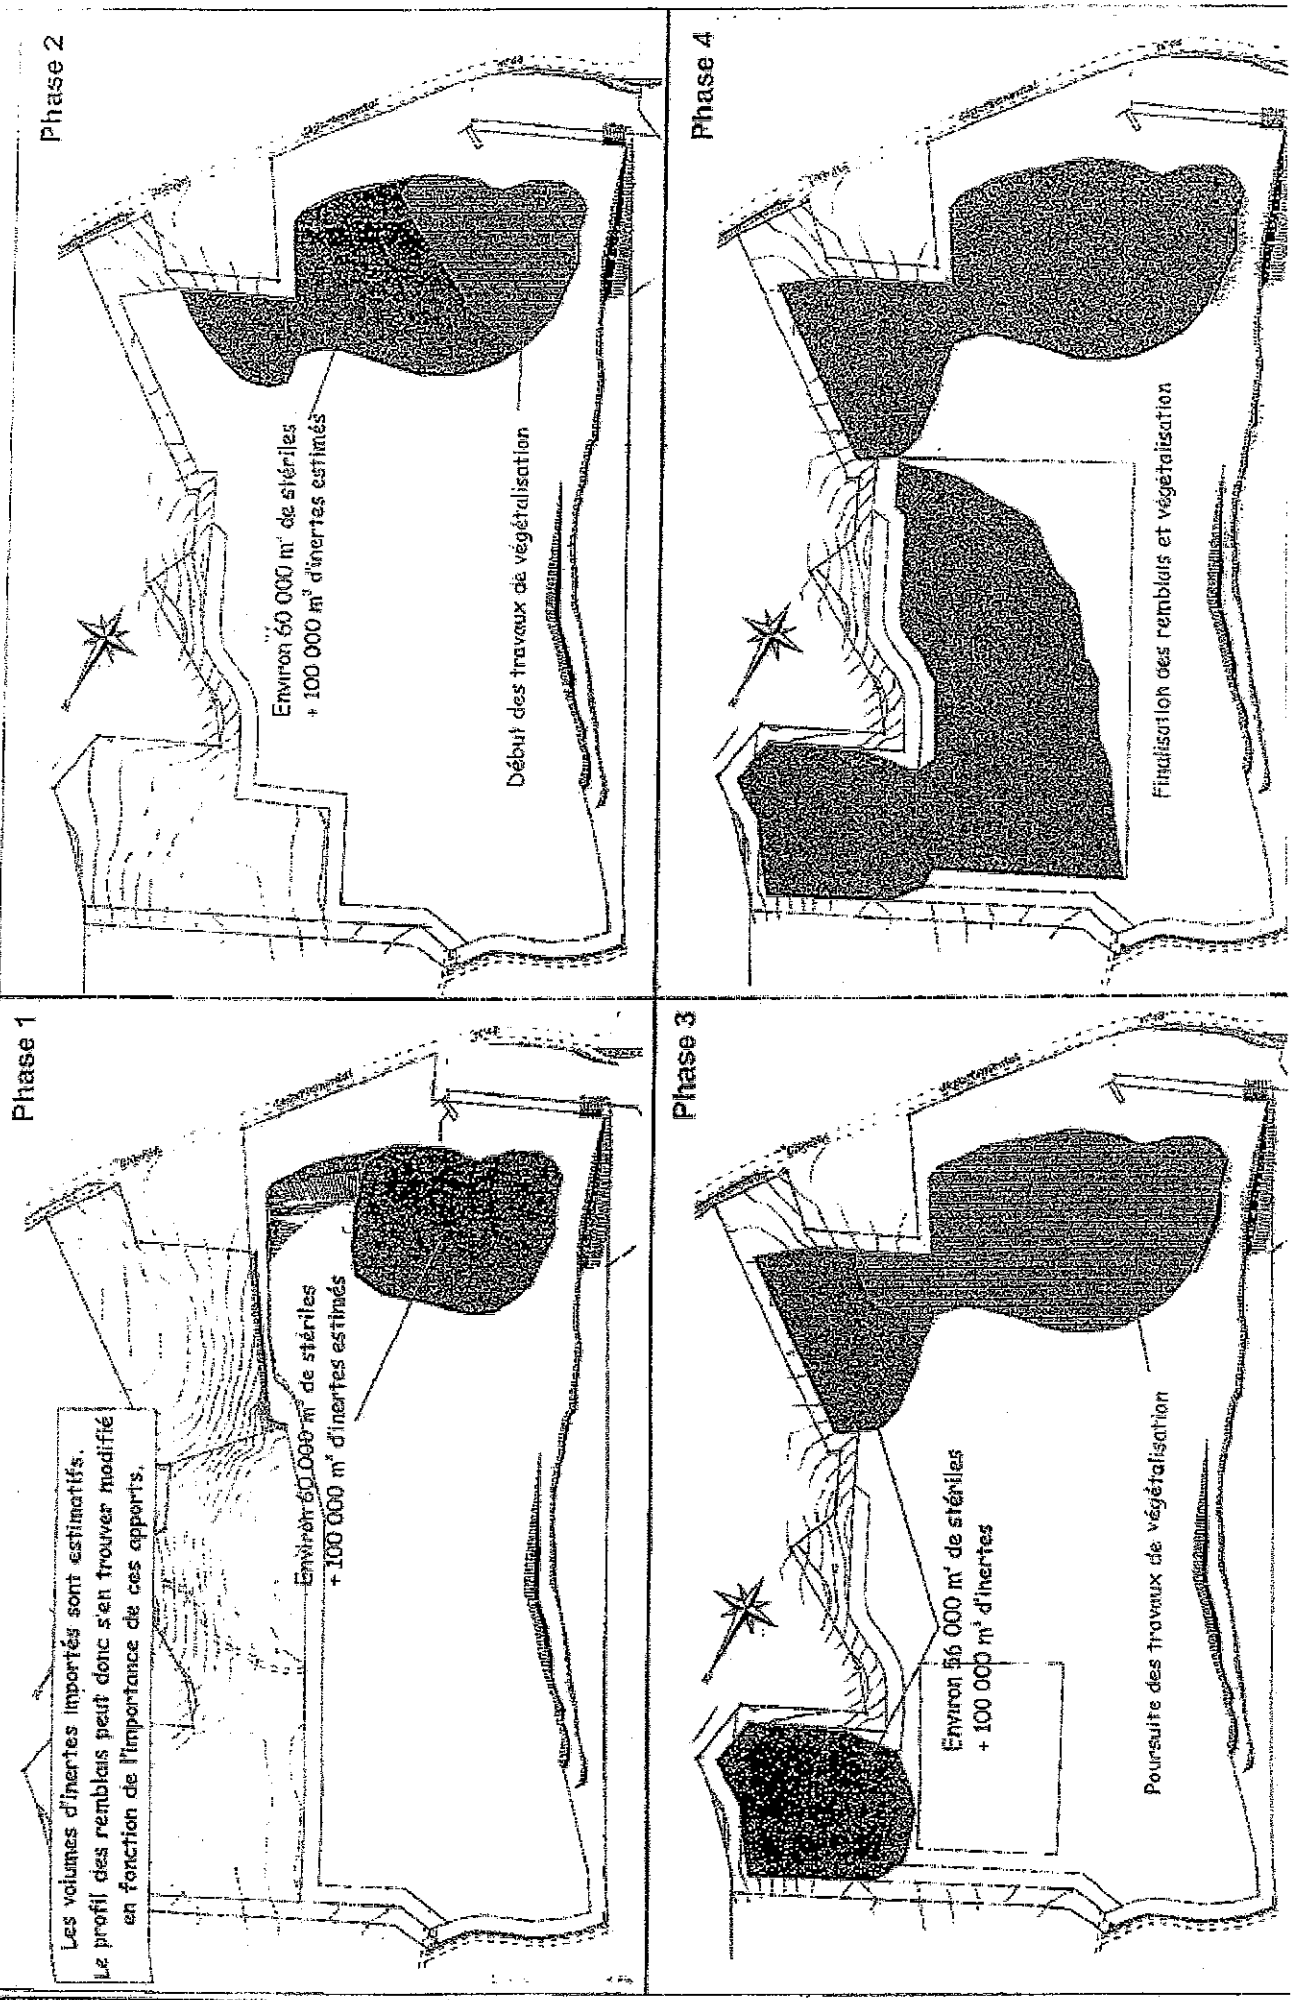 Phase 1
Les volumes d'inertes importés sont estimatifs.
Le profil des remblais peut donc s'en trouver modifié
en fonction de l'importance de ces apports.
Environ 60 000 m³ de stériles
+ 100 000 m³ d'inertes estimés
Phase 2
départemental
Environ 60 000 m³ de stériles
+ 100 000 m³ d'inertes estimés
Début des travaux de végétalisation
Phase 3
départementale
Environ 56 000 m³ de stériles
+ 100 000 m³ d'inertes
Poursuite des travaux de végétalisation
Phase 4
Finalisation des remblais et végétalisation